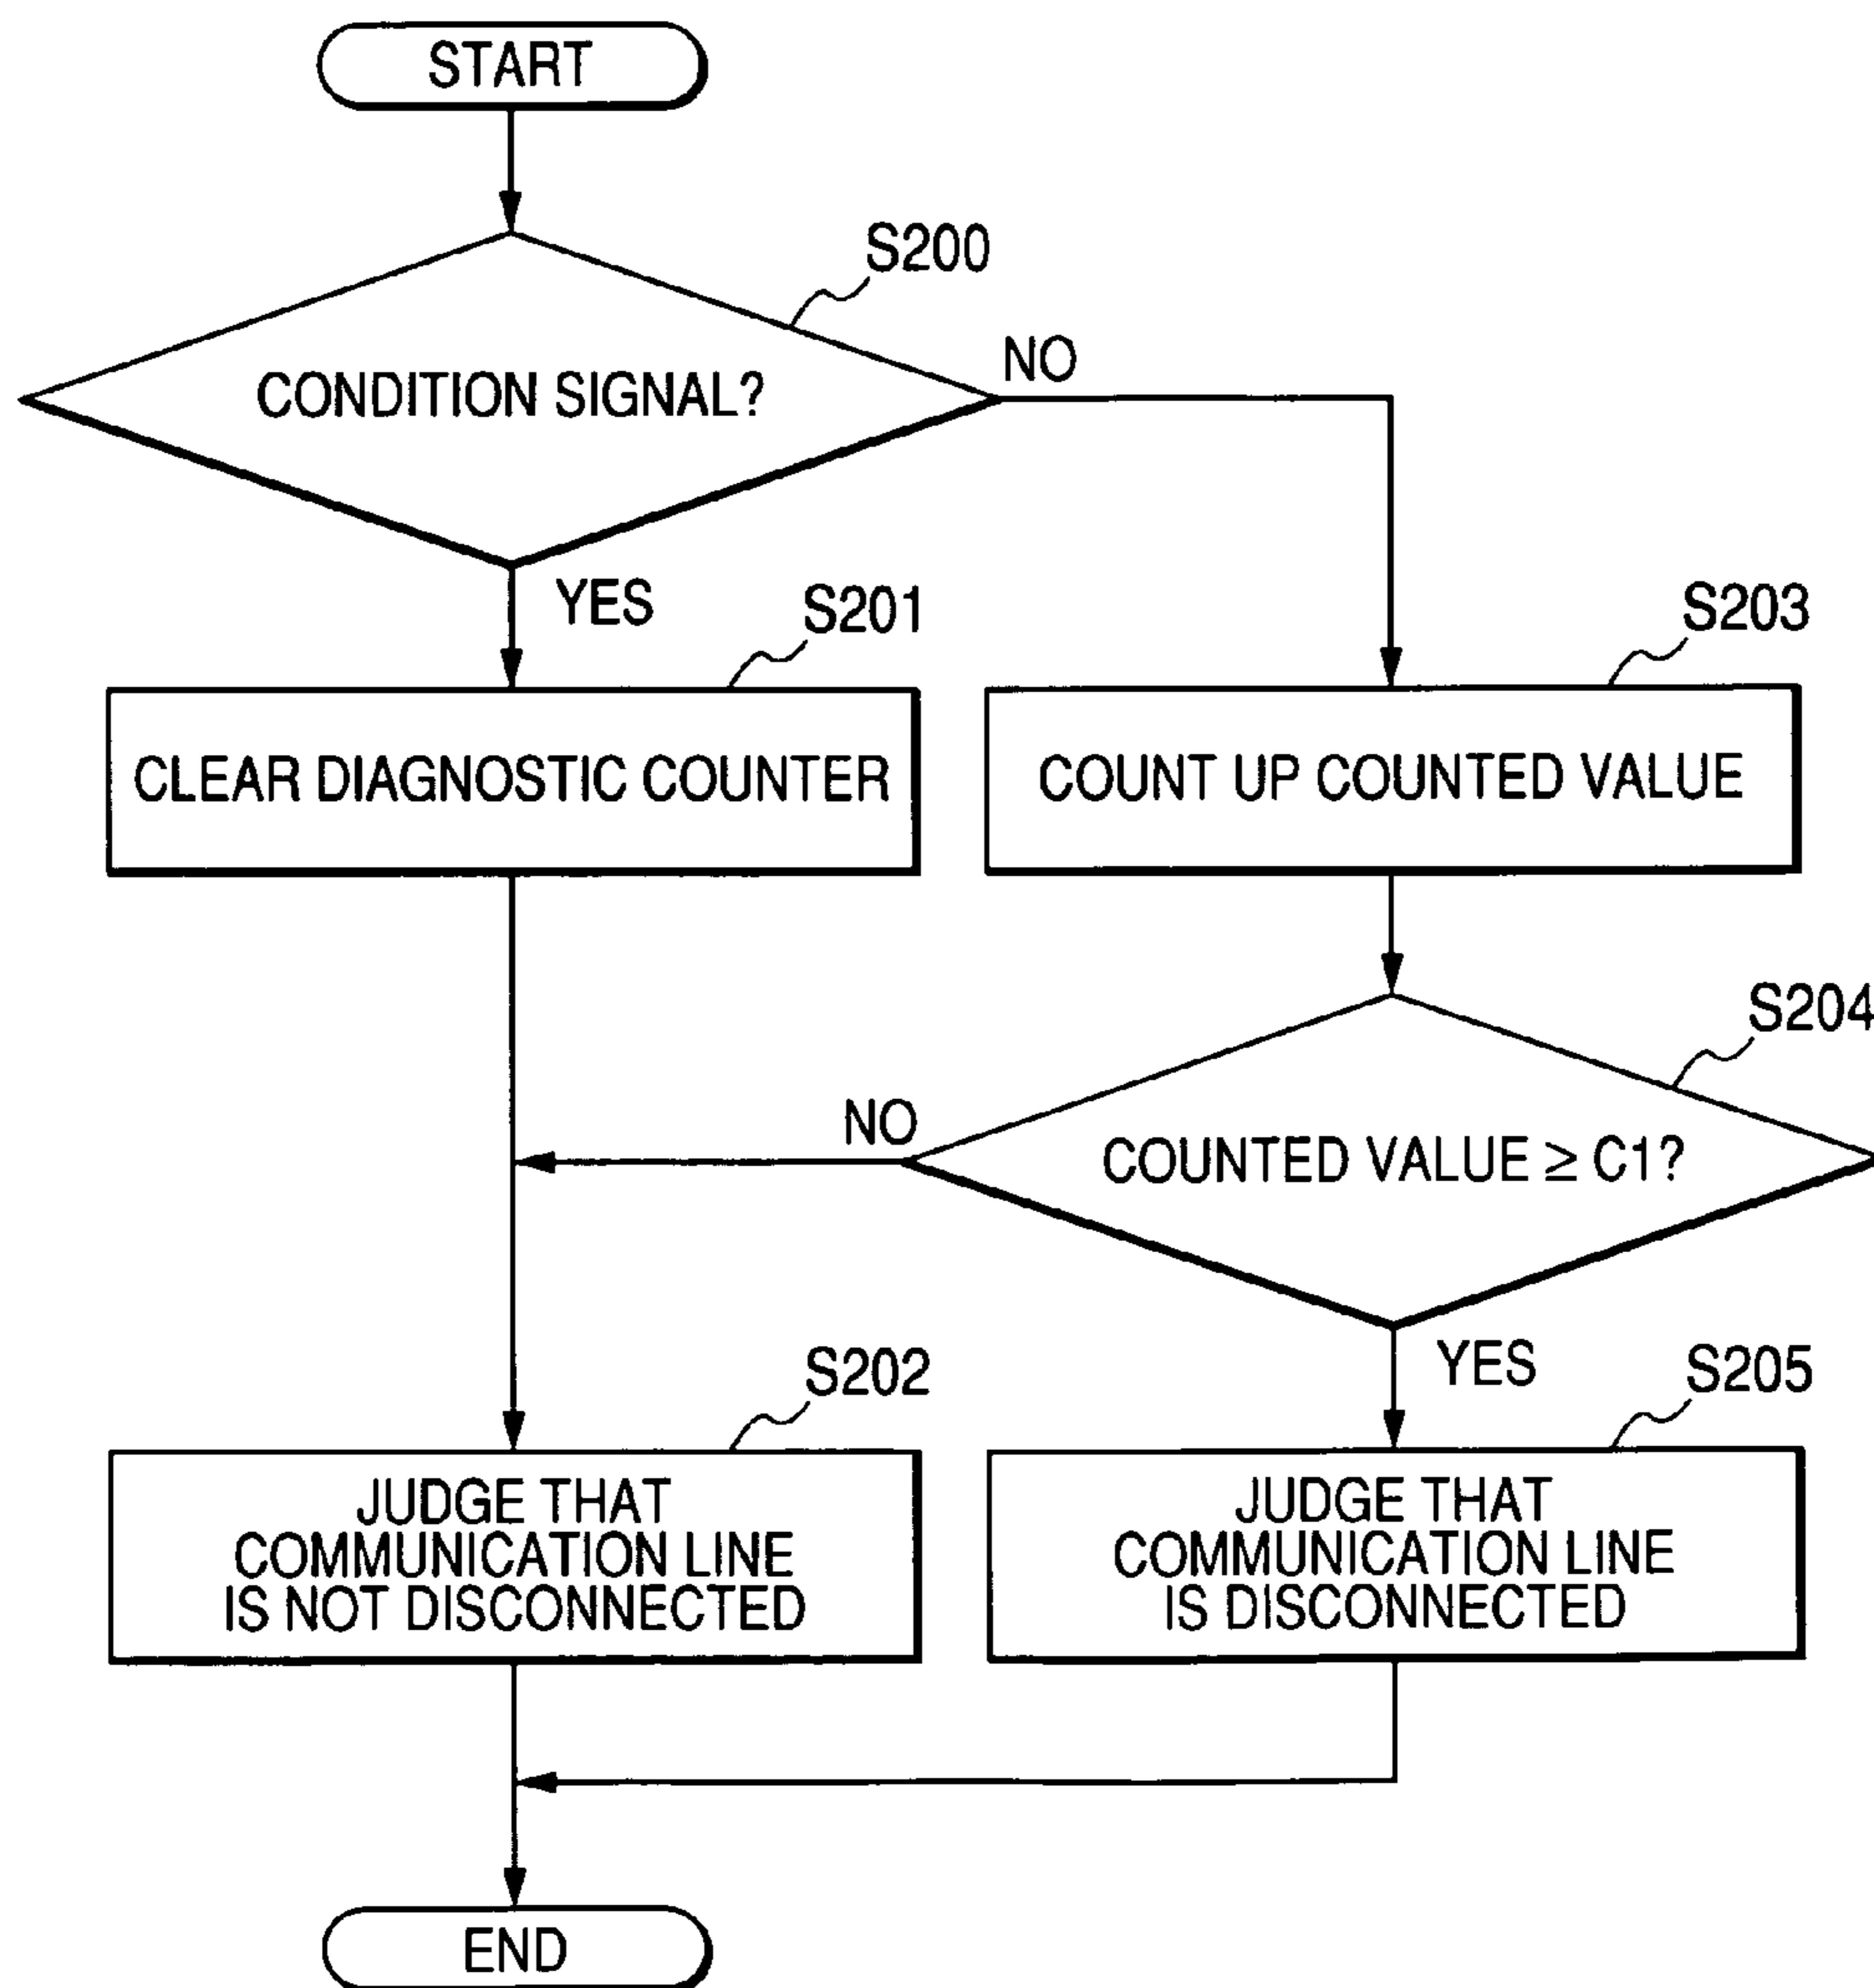 START
S200
CONDITION SIGNAL?
NO
YES
S201
S203
CLEAR DIAGNOSTIC COUNTER
COUNT UP COUNTED VALUE
S204
NO
COUNTED VALUE ≥ C1?
YES
S202
S205
JUDGE THAT
COMMUNICATION LINE
IS NOT DISCONNECTED
JUDGE THAT
COMMUNICATION LINE
IS DISCONNECTED
END